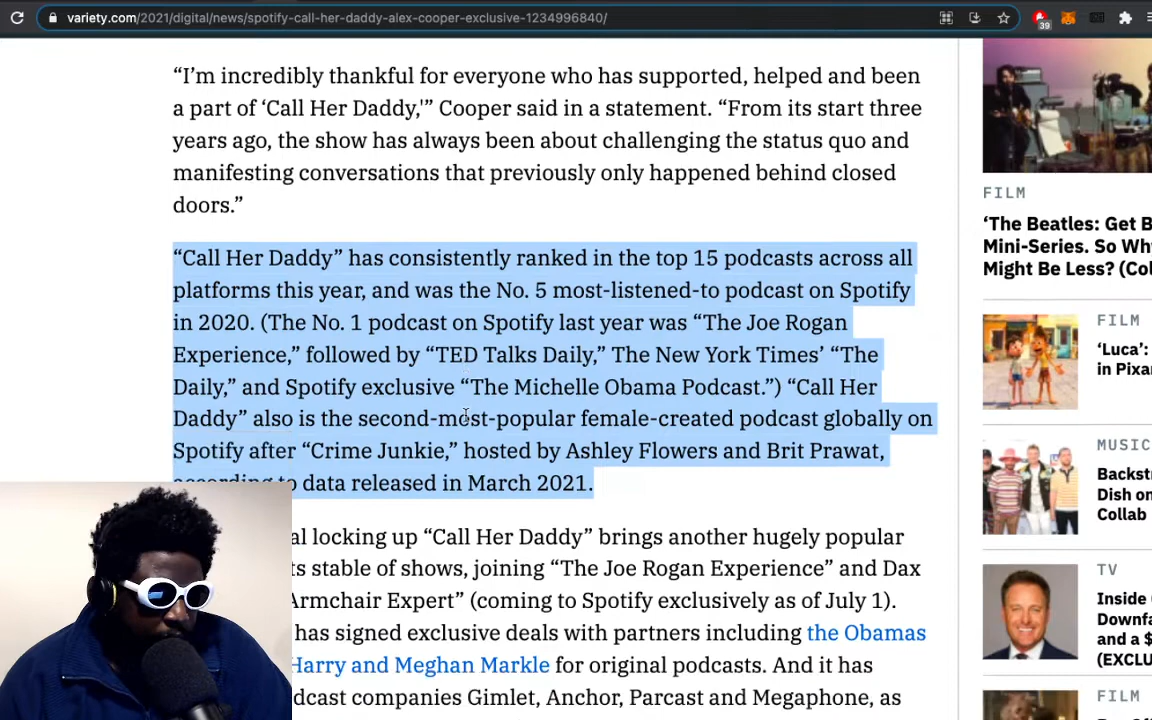 variety.com/2021/digital/news/spotify-call-her-daddy-alex-cooper-exclusive-1234996840/
39
“I’m incredibly thankful for everyone who has supported, helped and been
a part of ‘Call Her Daddy,'” Cooper said in a statement. “From its start three
years ago, the show has always been about challenging the status quo and
manifesting conversations that previously only happened behind closed
doors.”
“Call Her Daddy” has consistently ranked in the top 15 podcasts across all
platforms this year, and was the No. 5 most-listened-to podcast on Spotify
in 2020. (The No. 1 podcast on Spotify last year was “The Joe Rogan
Experience,” followed by “TED Talks Daily,” The New York Times’ “The
Daily,” and Spotify exclusive “The Michelle Obama Podcast.”) “Call Her
Daddy” also is the second-most-popular female-created podcast globally on
Spotify after “Crime Junkie,” hosted by Ashley Flowers and Brit Prawat,
according to data released in March 2021.
al locking up “Call Her Daddy” brings another hugely popular
ts stable of shows, joining “The Joe Rogan Experience” and Dax
Armchair Expert” (coming to Spotify exclusively as of July 1).
has signed exclusive deals with partners including the Obamas
Harry and Meghan Markle for original podcasts. And it has
dcast companies Gimlet, Anchor, Parcast and Megaphone, as
FILM
‘The Beatles: Get B
Mini-Series. So Why
Might Be Less? (Col
FILM
‘Luca’:
in Pixa
MUSIC
Backst
Dish on
Collab
TV
Inside
Downfa
and a $
(EXCLU
FILM